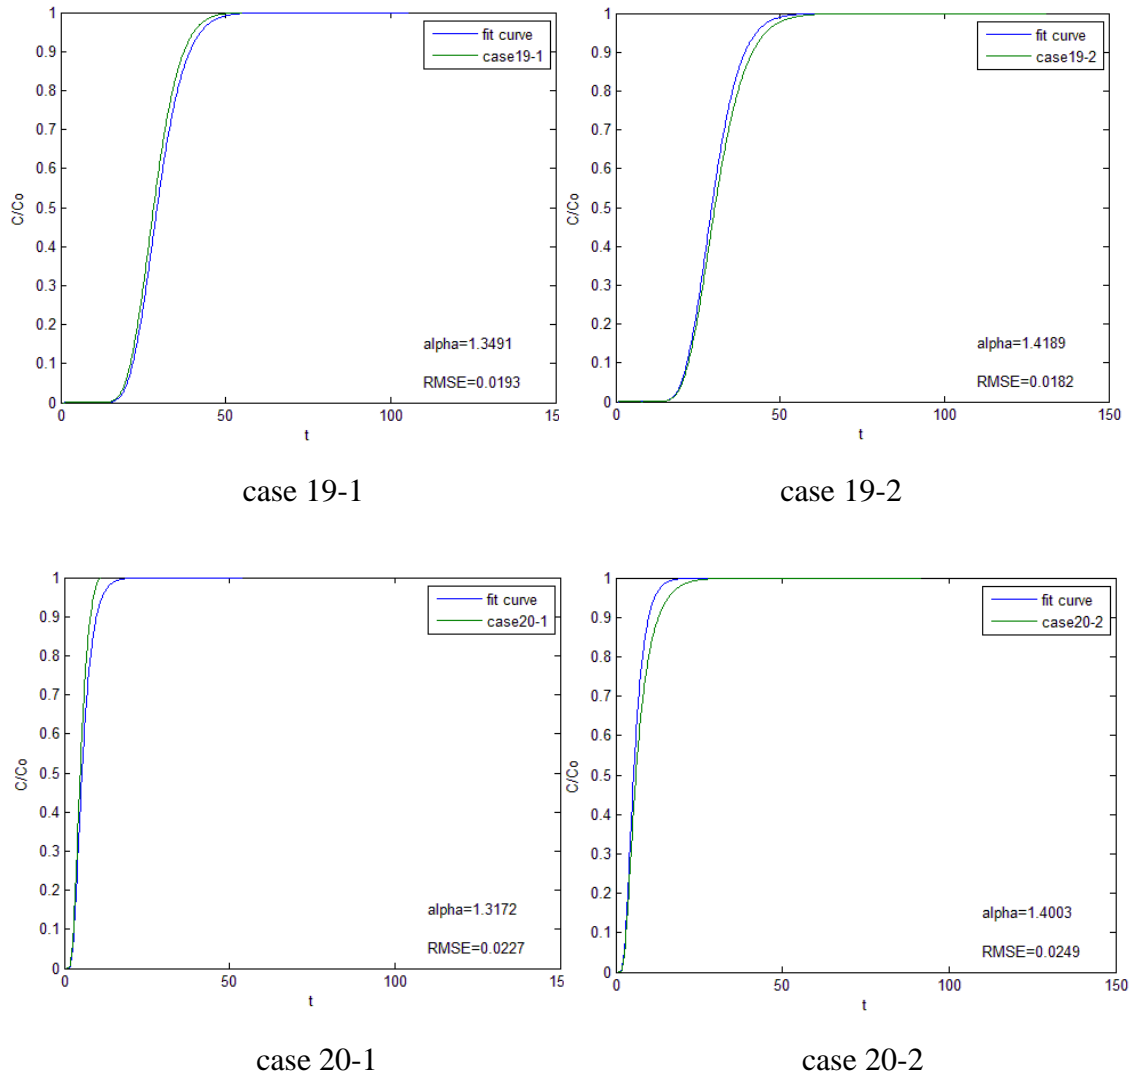 1
0.9
0.8
0.7
0.6
0.5
0.4
0.3
0.2
0.1
0
C/Co
0 50 100 15
t
fit curve
case19-1
alpha=1.3491
RMSE=0.0193
case 19-1
1
0.9
0.8
0.7
0.6
0.5
0.4
0.3
0.2
0.1
0
C/Co
0 50 100 150
t
fit curve
case19-2
alpha=1.4189
RMSE=0.0182
case 19-2
1
0.9
0.8
0.7
0.6
0.5
0.4
0.3
0.2
0.1
0
C/Co
0 50 100 150
t
fit curve
case20-1
alpha=1.3172
RMSE=0.0227
case 20-1
1
0.9
0.8
0.7
0.6
0.5
0.4
0.3
0.2
0.1
0
C/Co
0 50 100 150
t
fit curve
case20-2
alpha=1.4003
RMSE=0.0249
case 20-2